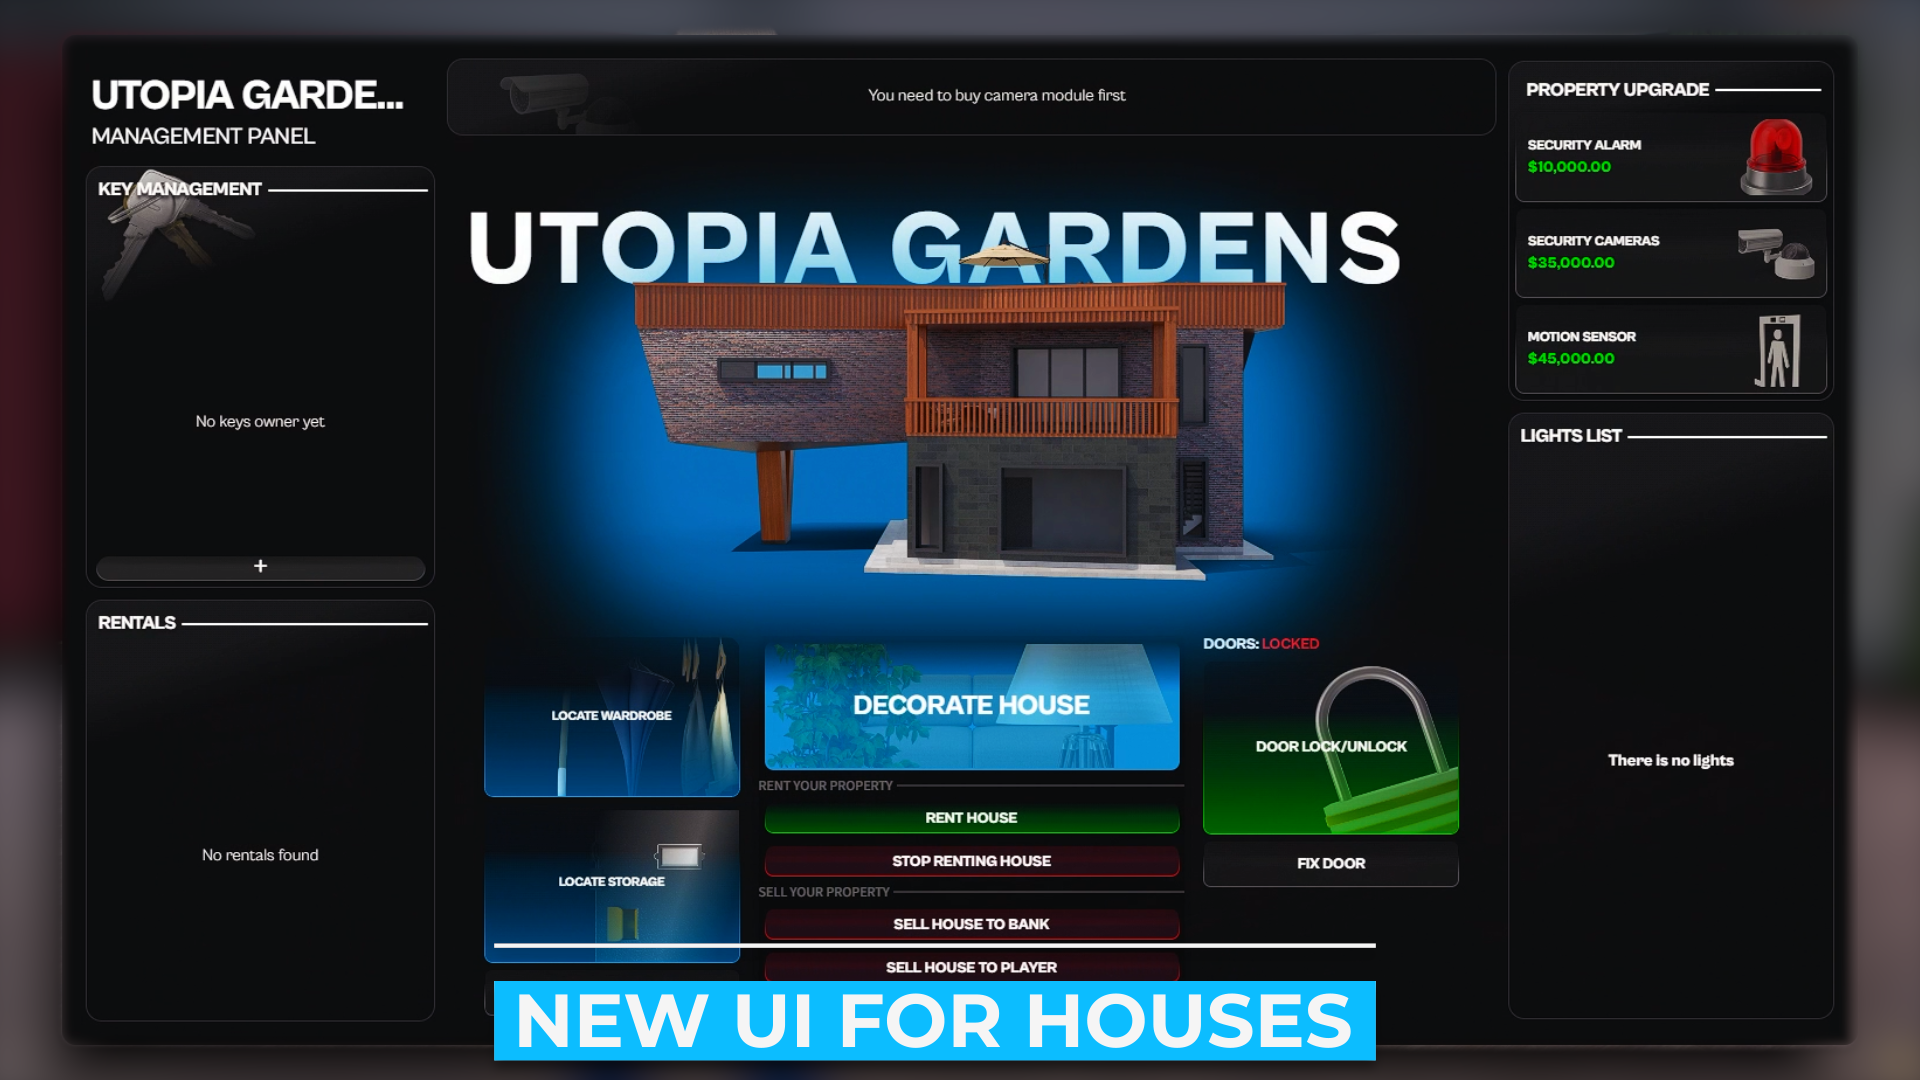 UTOPIA GARDE...
MANAGEMENT PANEL
KEY MANAGEMENT
No keys owner yet
+
RENTALS
No rentals found
You need to buy camera module first
UTOPIA GARDENS
LOCATE WARDROBE
LOCATE STORAGE
DECORATE HOUSE
RENT YOUR PROPERTY
RENT HOUSE
STOP RENTING HOUSE
SELL YOUR PROPERTY
SELL HOUSE TO BANK
SELL HOUSE TO PLAYER
DOORS: LOCKED
DOOR LOCK/UNLOCK
FIX DOOR
PROPERTY UPGRADE
SECURITY ALARM
$10,000.00
SECURITY CAMERAS
$35,000.00
MOTION SENSOR
$45,000.00
LIGHTS LIST
There is no lights
NEW UI FOR HOUSES